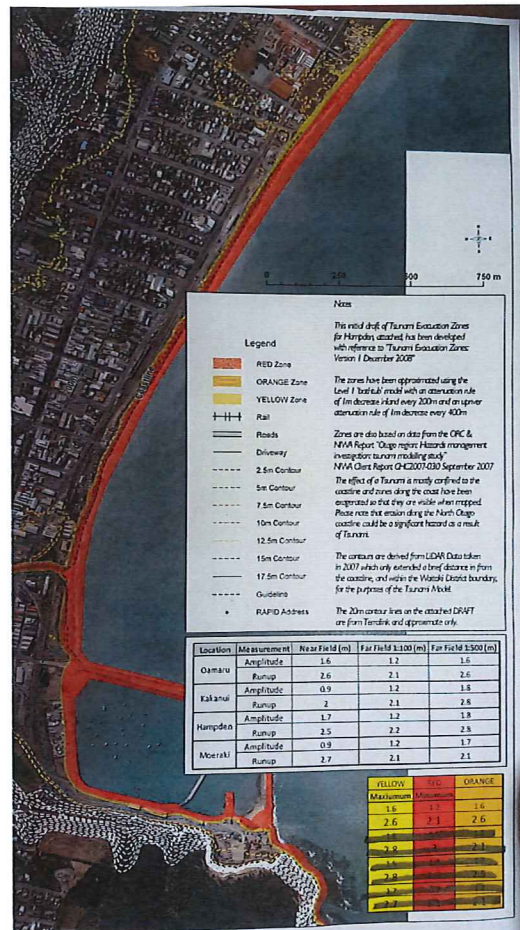 0 250 500 750 m
Notes
This initial draft of Tsunami Evacuation Zones
for Hampden, attached, has been developed
with reference to "Tsunami Evacuation Zones:
Version 1 December 2008"
The zones have been approximated using the
Level 1 'bathtub' model with an attenuation rule
of 1m decrease inland every 200m and an upriver
attenuation rule of 1m decrease every 400m
Zones are also based on data from the ORC &
NIWA Report "Otago region: Hazards management
investigation: tsunami modelling study"
NIWA Client Report CHC2007-030 September 2007
The effect of a Tsunami is mostly confined to the
coastline and zones along the coast have been
exagerated so that they are visible when mapped.
Please note that erosion along the North Otago
coastline could be a significant hazard as a result
of Tsunami.
The contours are derived from LiDAR Data taken
in 2007 which only extended a brief distance in from
the coastline, and within the Waitaki District boundary,
for the purposes of the Tsunami Model.
The 20m contour lines on the attached DRAFT
are from Terralink and approximate only.
Legend
RED Zone
ORANGE Zone
YELLOW Zone
Rail
Roads
Driveway
2.5m Contour
5m Contour
7.5m Contour
10m Contour
12.5m Contour
15m Contour
17.5m Contour
Guideline
RAPID Address
Location Measurement Near Field (m) Far Field 1:100 (m) Far Field 1:500 (m)
Oamaru Amplitude 1.6 1.2 1.6
Runup 2.6 2.1 2.6
Kakanui Amplitude 0.9 1.2 1.8
Runup 2 2.1 2.8
Hampden Amplitude 1.7 1.2 1.8
Runup 2.5 2.2 2.8
Moeraki Amplitude 0.9 1.2 1.7
Runup 2.7 2.1 2.1
YELLOW RED ORANGE
Maxiumum Minimum
1.6 1.2 1.6
2.6 2.1 2.6
2.8 2 2.1
2.8